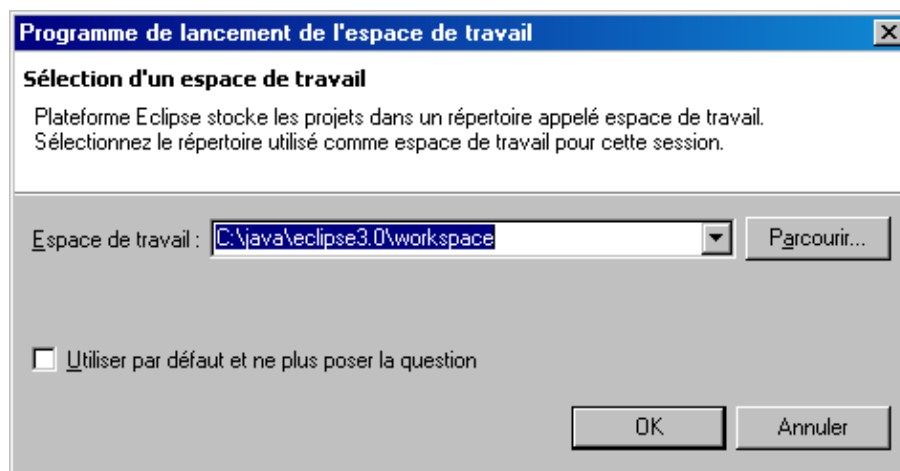 Programme de lancement de l'espace de travail
Sélection d'un espace de travail
Plateforme Eclipse stocke les projets dans un répertoire appelé espace de travail.
Sélectionnez le répertoire utilisé comme espace de travail pour cette session.
Espace de travail : C:\java\eclipse3.0\workspace Parcourir...
Utiliser par défaut et ne plus poser la question
OK Annuler